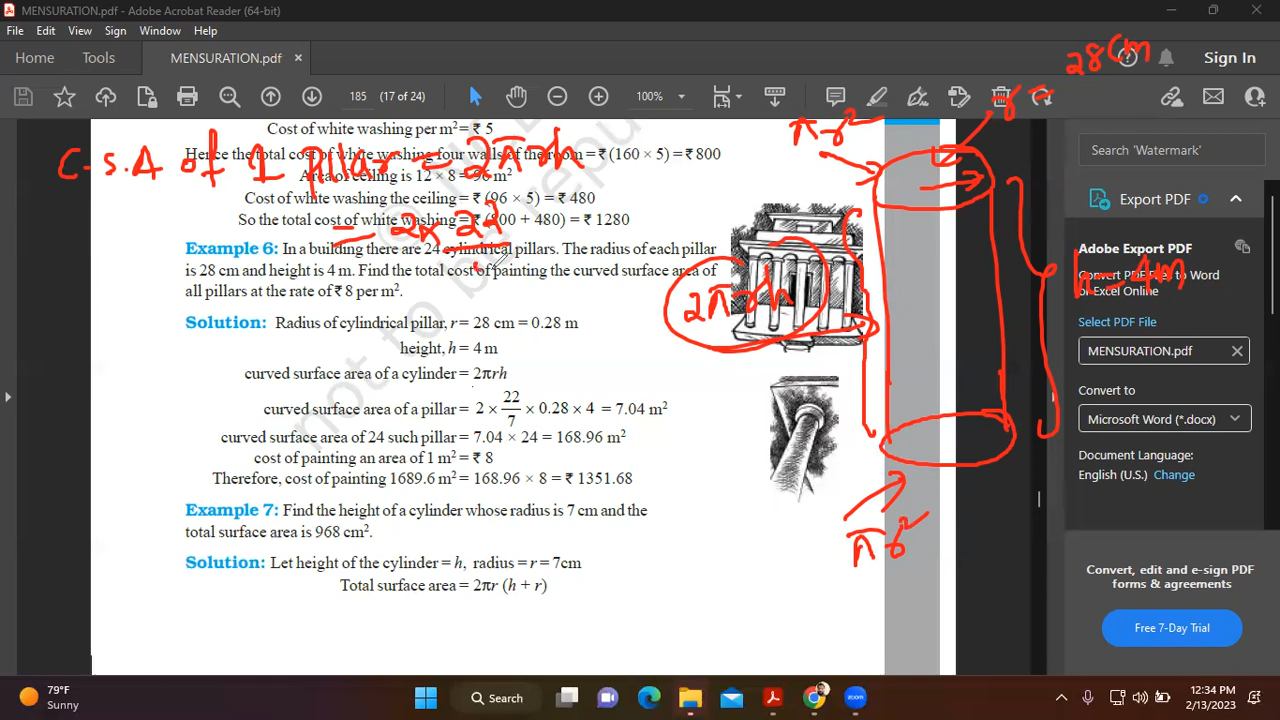 MENSURATION.pdf - Adobe Acrobat Reader (64-bit)
File Edit View Sign Window Help
Home Tools MENSURATION.pdf × Sign In
28 cm
185 (17 of 24) 100%
r =
πr²
Cost of white washing per m² = ₹ 5
C.S.A of 1 pillar = 2πrh
Hence the total cost of white washing four walls of the room = ₹ (160 × 5) = ₹ 800
Area of ceiling is 12 × 8 = 96 m²
Cost of white washing the ceiling = ₹ (96 × 5) = ₹ 480
So the total cost of white washing = ₹ (800 + 480) = ₹ 1280
= 2 × 22
Example 6: In a building there are 24 cylindrical pillars. The radius of each pillar
is 28 cm and height is 4 m. Find the total cost of painting the curved surface area of
all pillars at the rate of ₹ 8 per m².
2πrh
h = 4m
Solution: Radius of cylindrical pillar, r = 28 cm = 0.28 m
height, h = 4 m
curved surface area of a cylinder = 2πrh
curved surface area of a pillar = 2 × 22/7 × 0.28 × 4 = 7.04 m²
curved surface area of 24 such pillar = 7.04 × 24 = 168.96 m²
cost of painting an area of 1 m² = ₹ 8
Therefore, cost of painting 1689.6 m² = 168.96 × 8 = ₹ 1351.68
Example 7: Find the height of a cylinder whose radius is 7 cm and the
total surface area is 968 cm².
πr²
Solution: Let height of the cylinder = h, radius = r = 7cm
Total surface area = 2πr (h + r)
not to be repu
Search 'Watermark'
Export PDF
Adobe Export PDF
Convert PDF Files to Word
or Excel Online
Select PDF File
MENSURATION.pdf
Convert to
Microsoft Word (*.docx)
Document Language:
English (U.S.) Change
Convert, edit and e-sign PDF
forms & agreements
Free 7-Day Trial
79°F
Sunny
Search
12:34 PM
2/13/2023